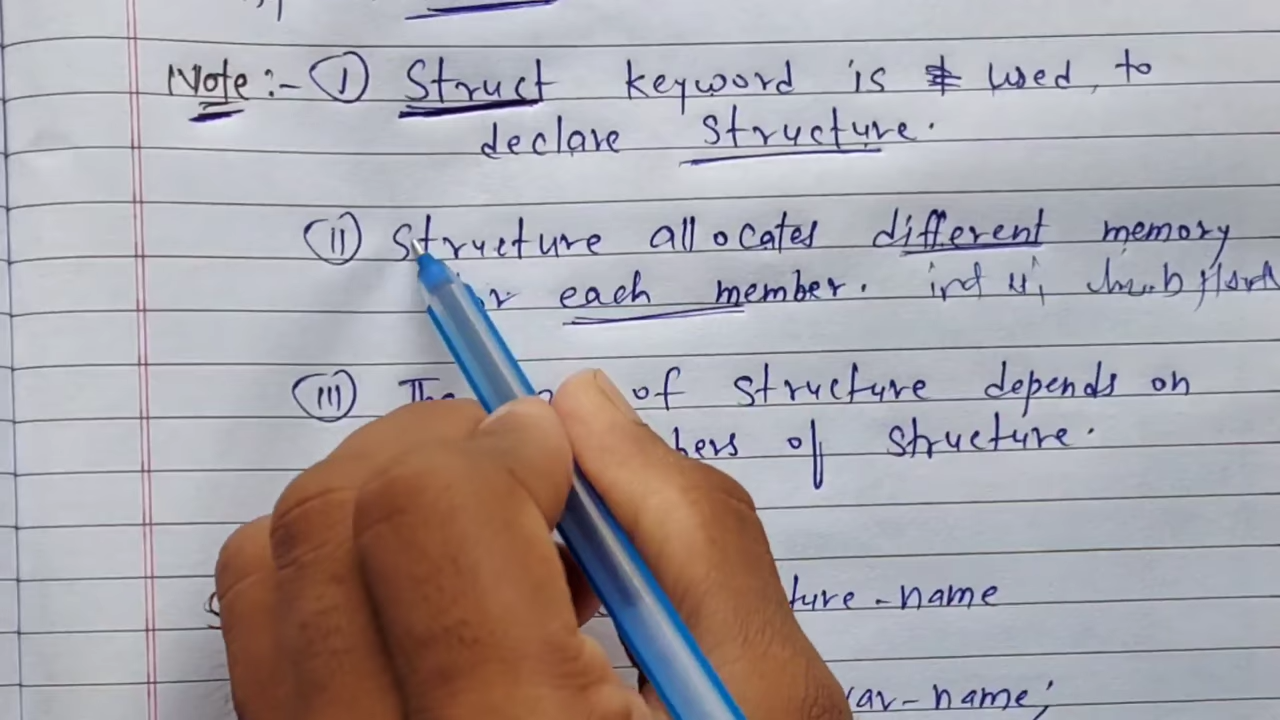 Note :- (I) Struct keyword is used, to
declare structure.
(II) Structure allocates different memory
each member. int
(III) The of structure depends on
of structure.
ture-name
var-name;